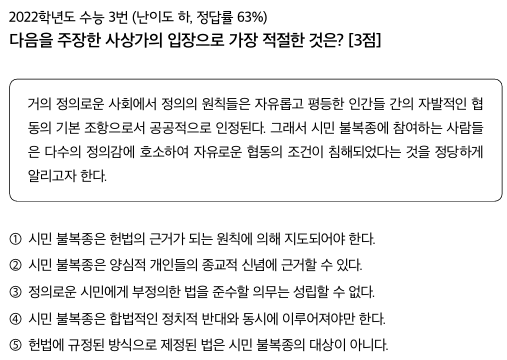 2022학년도 수능 3번 (난이도 하, 정답률 63%)
다음을 주장한 사상가의 입장으로 가장 적절한 것은? [3점]
거의 정의로운 사회에서 정의의 원칙들은 자유롭고 평등한 인간들 간의 자발적인 협
동의 기본 조항으로서 공공적으로 인정된다. 그래서 시민 불복종에 참여하는 사람들
은 다수의 정의감에 호소하여 자유로운 협동의 조건이 침해되었다는 것을 정당하게
알리고자 한다.
① 시민 불복종은 헌법의 근거가 되는 원칙에 의해 지도되어야 한다.
② 시민 불복종은 양심적 개인들의 종교적 신념에 근거할 수 있다.
③ 정의로운 시민에게 부정의한 법을 준수할 의무는 성립할 수 없다.
④ 시민 불복종은 합법적인 정치적 반대와 동시에 이루어져야만 한다.
⑤ 헌법에 규정된 방식으로 제정된 법은 시민 불복종의 대상이 아니다.